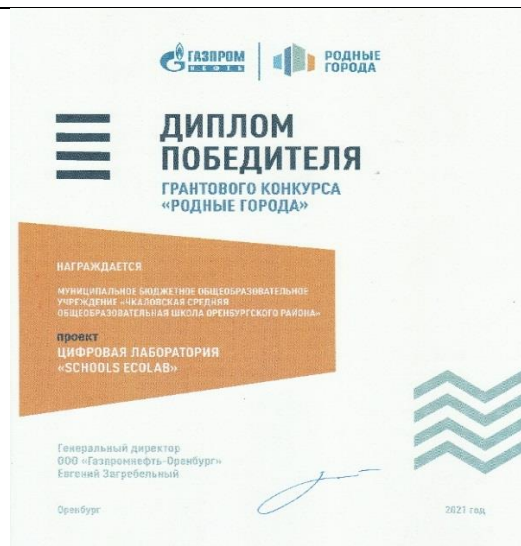 ГАЗПРОМ
НЕФТЬ
РОДНЫЕ
ГОРОДА
ДИПЛОМ
ПОБЕДИТЕЛЯ
ГРАНТОВОГО КОНКУРСА
«РОДНЫЕ ГОРОДА»
НАГРАЖДАЕТСЯ
МУНИЦИПАЛЬНОЕ БЮДЖЕТНОЕ ОБЩЕОБРАЗОВАТЕЛЬНОЕ
УЧРЕЖДЕНИЕ «ЧКАЛОВСКАЯ СРЕДНЯЯ
ОБЩЕОБРАЗОВАТЕЛЬНАЯ ШКОЛА ОРЕНБУРГСКОГО РАЙОНА»
проект
ЦИФРОВАЯ ЛАБОРАТОРИЯ
«SCHOOLS ECOLAB»
Генеральный директор
ООО «Газпромнефть-Оренбург»
Евгений Загребельный
Оренбург
2021 год